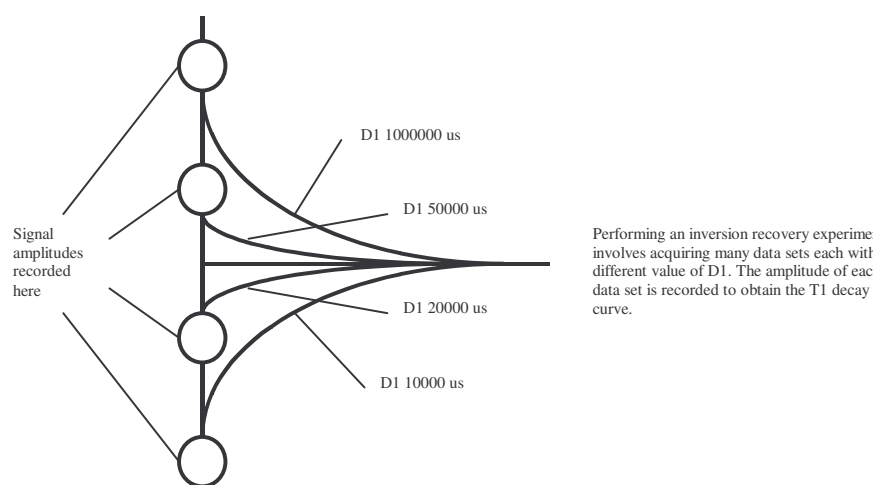 D1 1000000 us
D1 50000 us
Signal
amplitudes
recorded
here
D1 20000 us
D1 10000 us
Performing an inversion recovery
involves acquiring many data sets each with
different value of D1. The amplitude of
data set is recorded to obtain the T1 decay
curve.